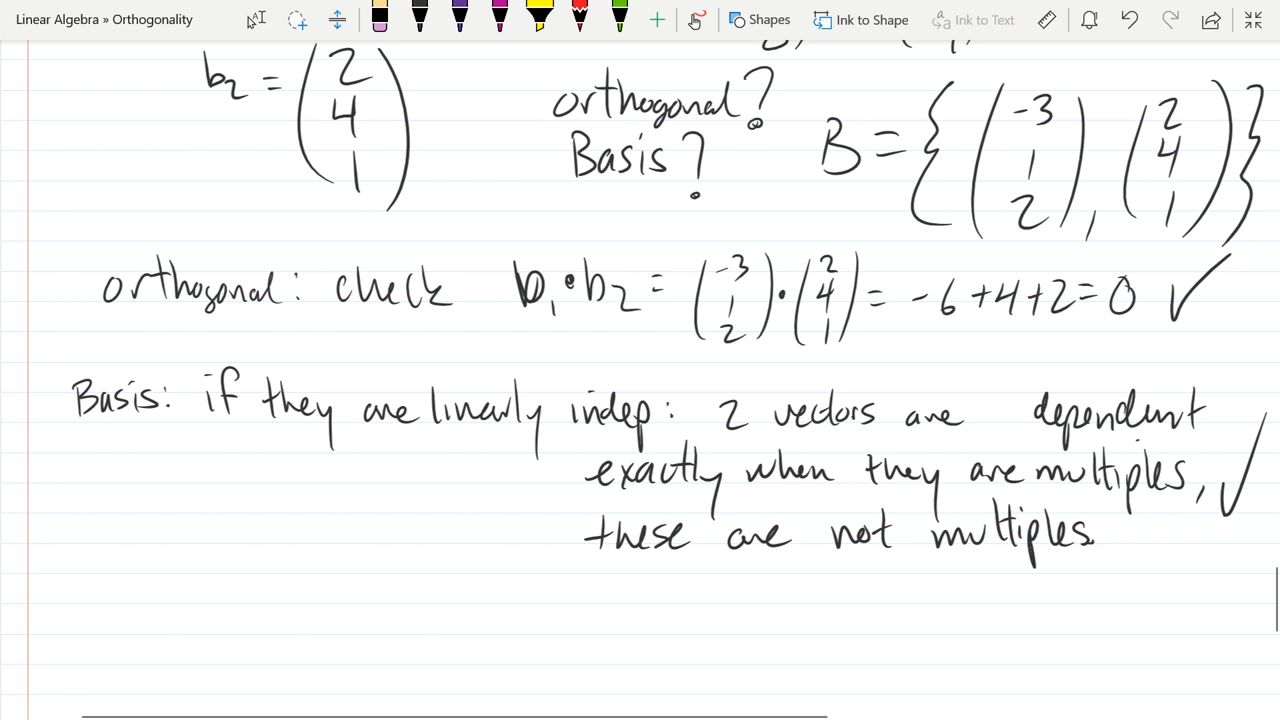 Linear Algebra » Orthogonality
Shapes
Ink to Shape
Ink to Text
b2 = (2 4 1)
orthogonal?
Basis?
B = { (-3 1 2), (2 4 1) }
orthogonal: check b1 • b2 = (-3 1 2) • (2 4 1) = -6+4+2=0 ✓
Basis: if they are linearly indep: 2 vectors are dependent
exactly when they are multiples, ✓
these are not multiples.